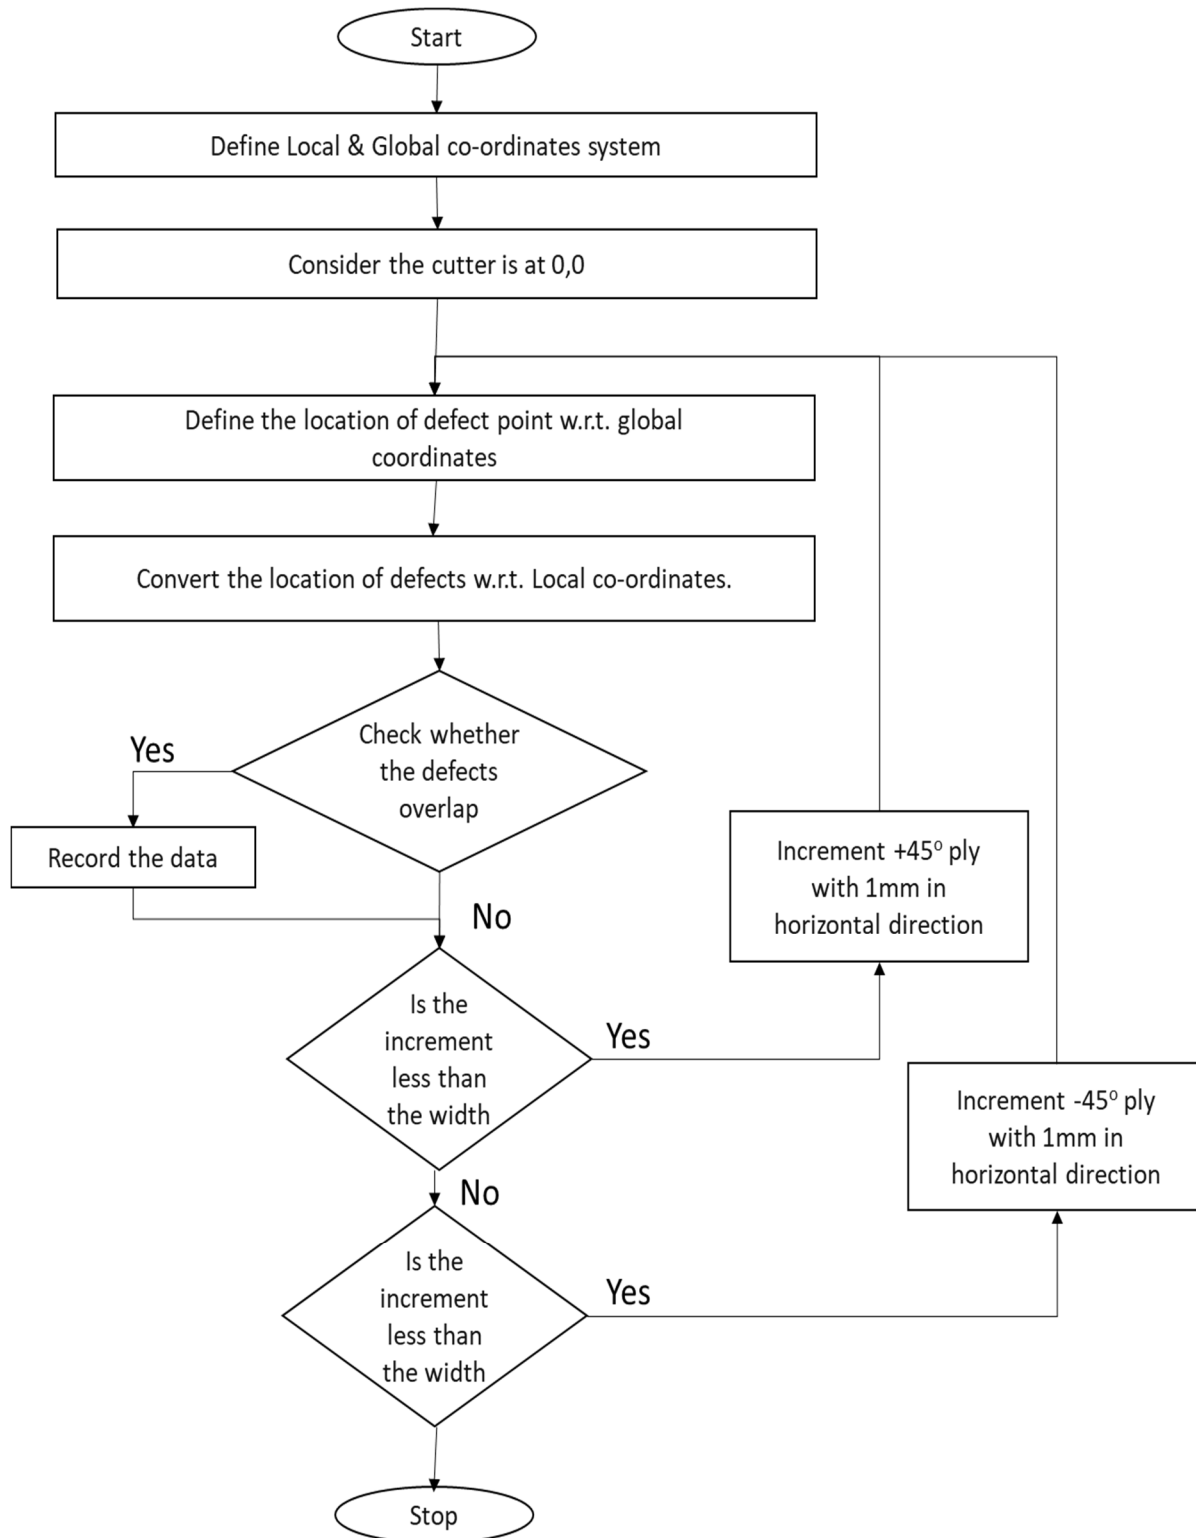 Start
Define Local & Global co-ordinates system
Consider the cutter is at 0,0
Define the location of defect point w.r.t. global
coordinates
Convert the location of defects w.r.t. Local co-ordinates.
Check whether
the defects
overlap
Yes
Record the data
No
Increment +45º ply
with 1mm in
horizontal direction
Is the
increment
less than
the width
Yes
Increment -45º ply
with 1mm in
horizontal direction
No
Is the
increment
less than
the width
Yes
Stop